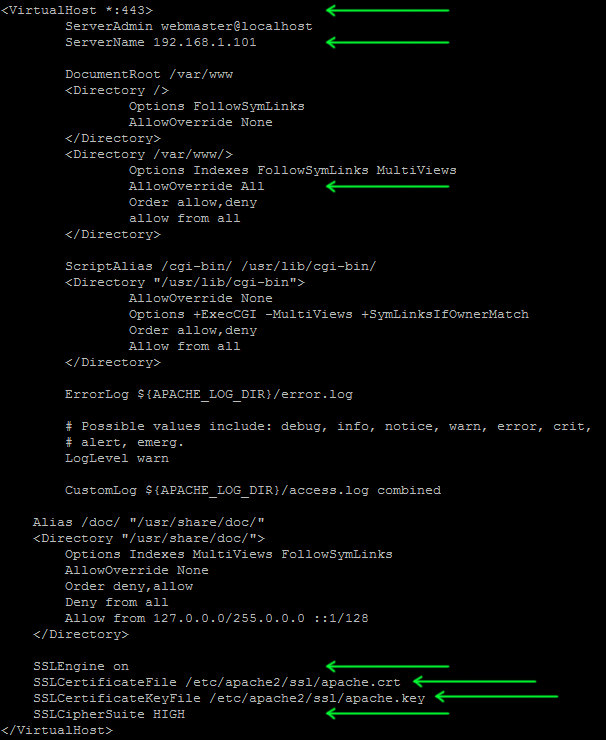 <VirtualHost *:443>
ServerAdmin webmaster@localhost
ServerName 192.168.1.101
DocumentRoot /var/www
<Directory />
Options FollowSymLinks
AllowOverride None
</Directory>
<Directory /var/www/>
Options Indexes FollowSymLinks MultiViews
AllowOverride All
Order allow,deny
allow from all
</Directory>
ScriptAlias /cgi-bin/ /usr/lib/cgi-bin/
<Directory "/usr/lib/cgi-bin">
AllowOverride None
Options +ExecCGI -MultiViews +SymLinksIfOwnerMatch
Order allow,deny
Allow from all
</Directory>
ErrorLog ${APACHE_LOG_DIR}/error.log
# Possible values include: debug, info, notice, warn, error, crit,
# alert, emerg.
LogLevel warn
CustomLog ${APACHE_LOG_DIR}/access.log combined
Alias /doc/ "/usr/share/doc/"
<Directory "/usr/share/doc/">
Options Indexes MultiViews FollowSymLinks
AllowOverride None
Order deny,allow
Deny from all
Allow from 127.0.0.0/255.0.0.0 ::1/128
</Directory>
SSLEngine on
SSLCertificateFile /etc/apache2/ssl/apache.crt
SSLCertificateKeyFile /etc/apache2/ssl/apache.key
SSLCipherSuite HIGH
</VirtualHost>